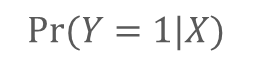 Pr(Y = 1|X)